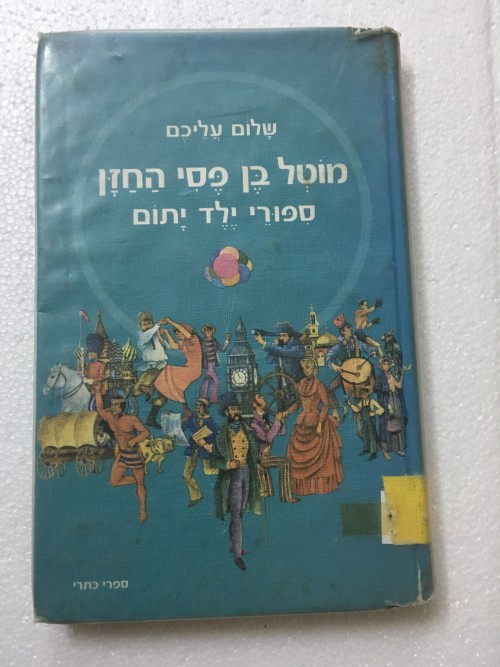 שָׁלוֹם עֲלֵיכֶם
מוֹטְל בֶּן פֶּסִי הַחַזָּן
סִפּוּרֵי יֶלֶד יָתוֹם
ספרי כתרי